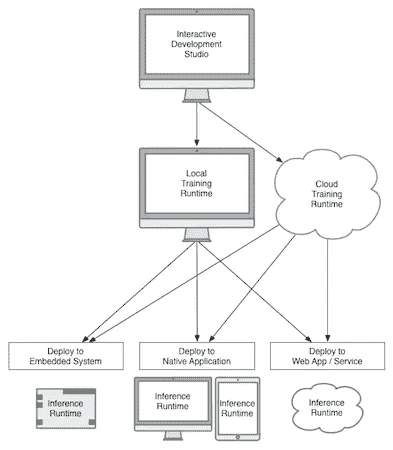 Interactive
Development
Studio
Local
Training
Runtime
Cloud
Training
Runtime
Deploy to
Embedded System
Deploy to
Native Application
Deploy to
Web App / Service
Inference
Runtime
Inference
Runtime
Inference
Runtime
Inference
Runtime